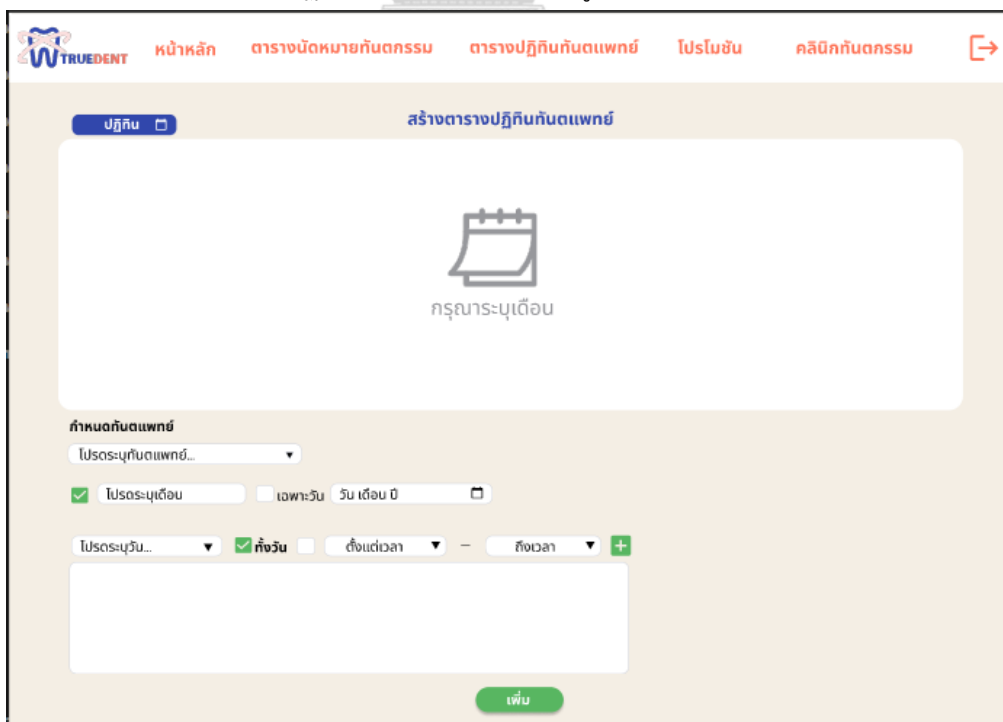 TRUEDENT หน้าหลัก ตารางนัดหมายทันตกรรม ตารางปฏิทินทันตแพทย์ โปรโมชัน คลินิกทันตกรรม
ปฏิทิน สร้างตารางปฏิทินทันตแพทย์
กรุณาระบุเดือน
กำหนดทันตแพทย์
โปรดระบุทันตแพทย์...
โปรดระบุเดือน เฉพาะวัน วัน เดือน ปี
โปรดระบุวัน... ทั้งวัน ตั้งแต่เวลา – ถึงเวลา +
เพิ่ม